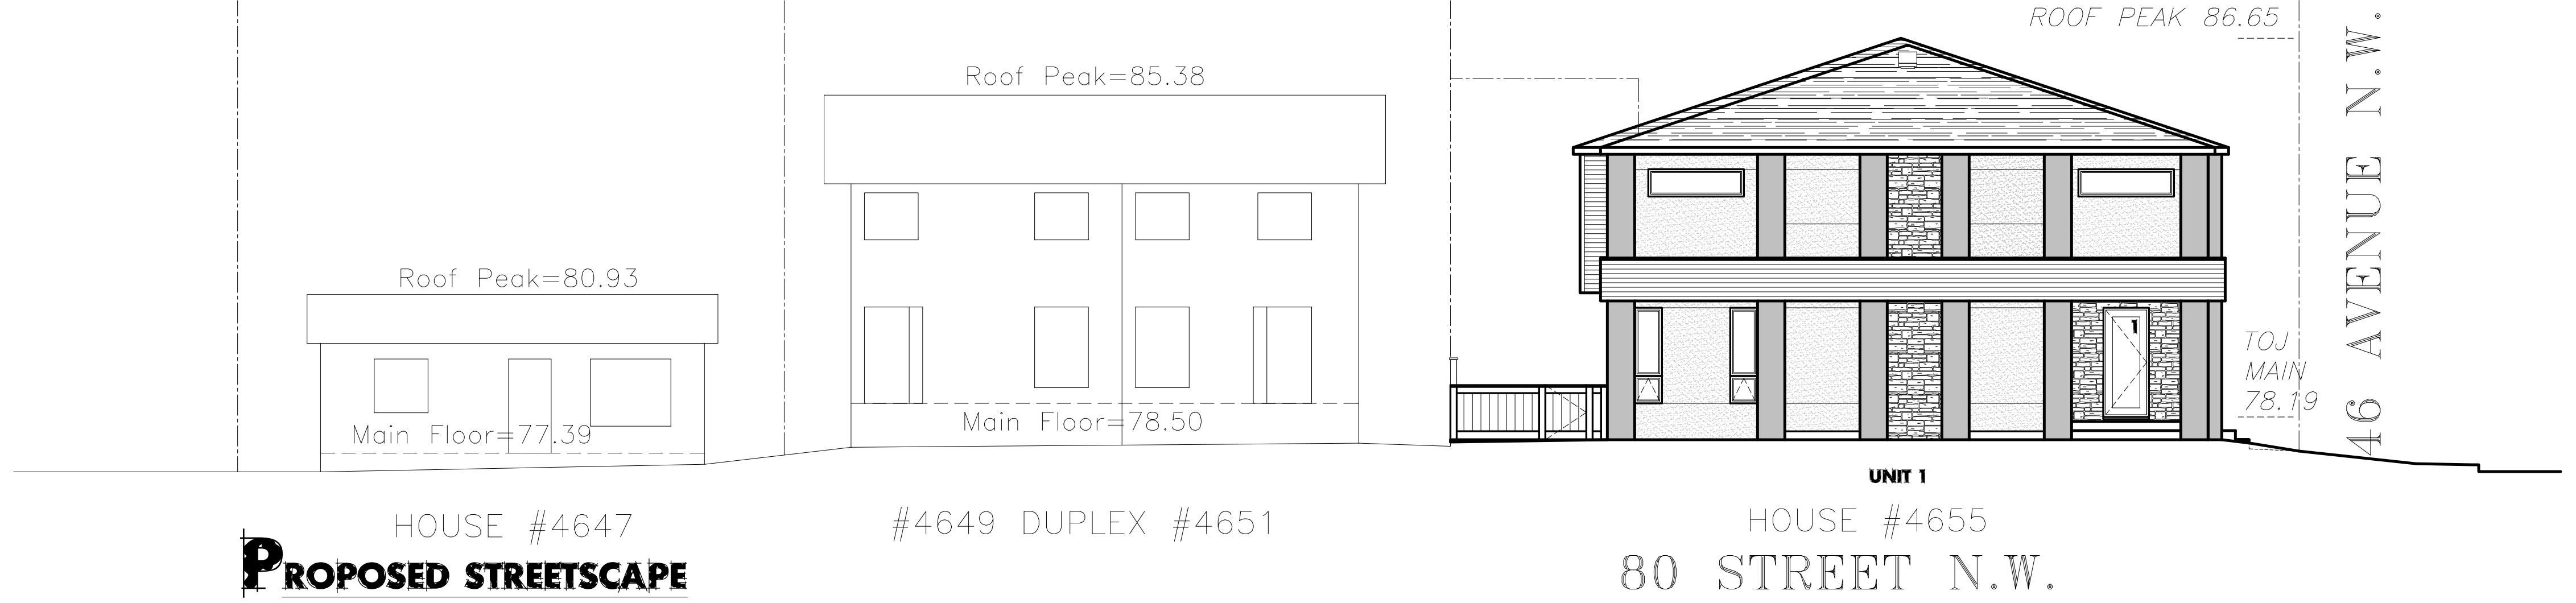 ROOF PEAK 86.65
Roof Peak=85.38
Roof Peak=80.93
46 AVENUE N.W.
TOJ
MAIN
78.19
1
Main Floor=77.39
Main Floor=78.50
UNIT 1
HOUSE #4647
#4649 DUPLEX #4651
HOUSE #4655
PROPOSED STREETSCAPE
80 STREET N.W.